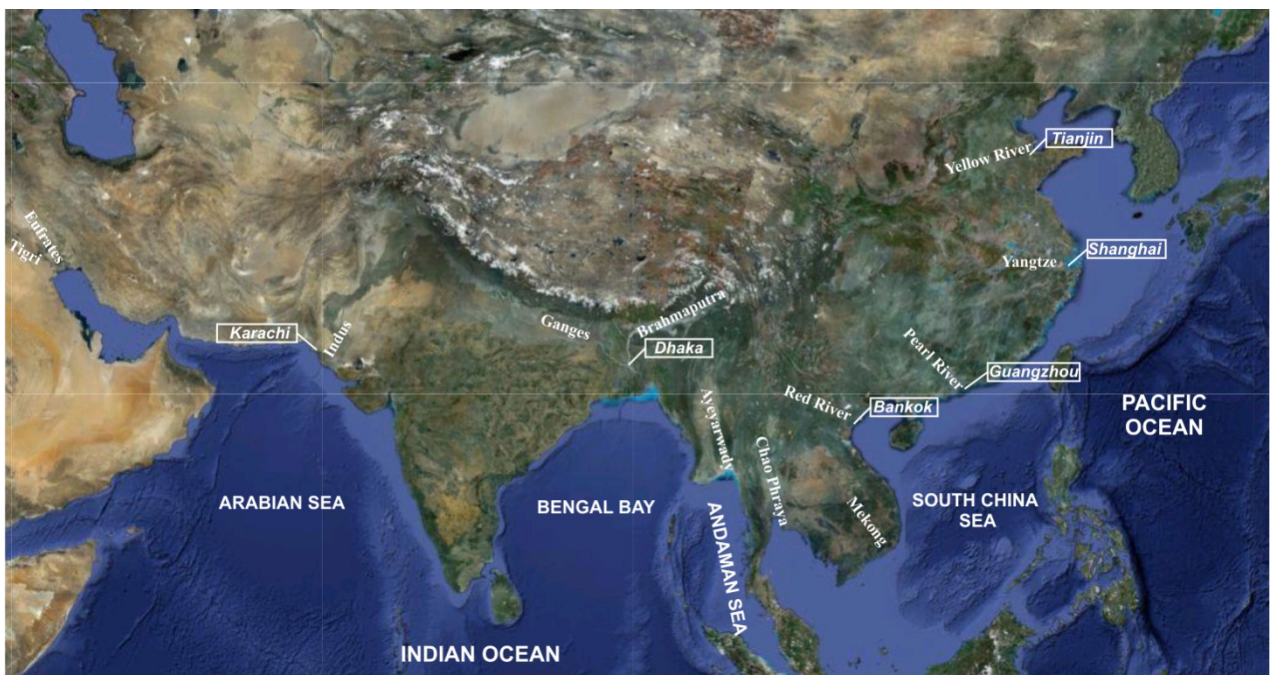 Tianjin
Yellow River
Eufrates
Tigri
Shanghai
Yangtze
Karachi
Indus
Ganges
Brahmaputra
Dhaka
Pearl River
Guangzhou
Ayeyarwady
Red River
Bankok
PACIFIC
OCEAN
Chao Phraya
Mekong
ARABIAN SEA
BENGAL BAY
ANDAMAN SEA
SOUTH CHINA
SEA
INDIAN OCEAN